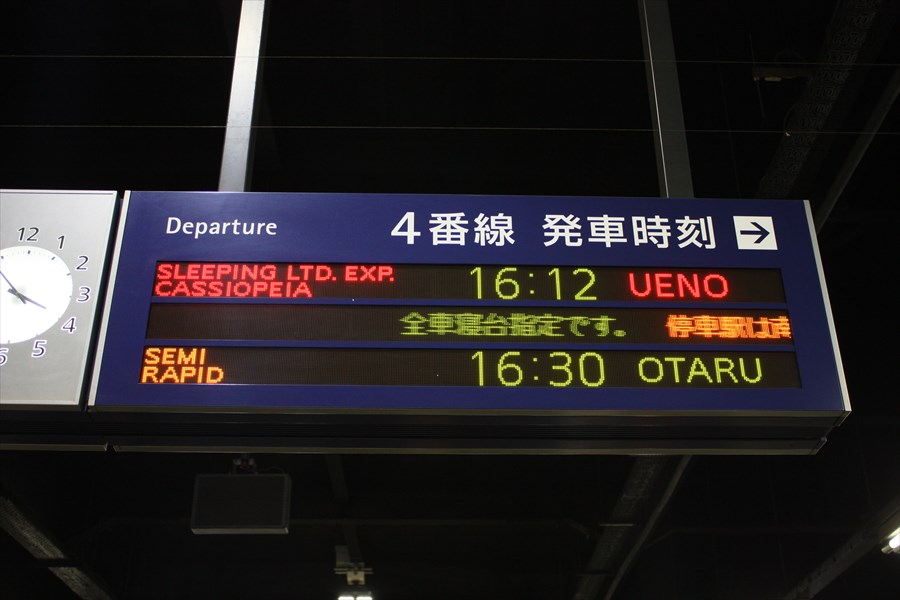 12
1
2
3
4
5
Departure
4番線 発車時刻
SLEEPING LTD. EXP.
CASSIOPEIA
16:12 UENO
全車寝台指定です。 停車駅は
SEMI
RAPID
16:30 OTARU